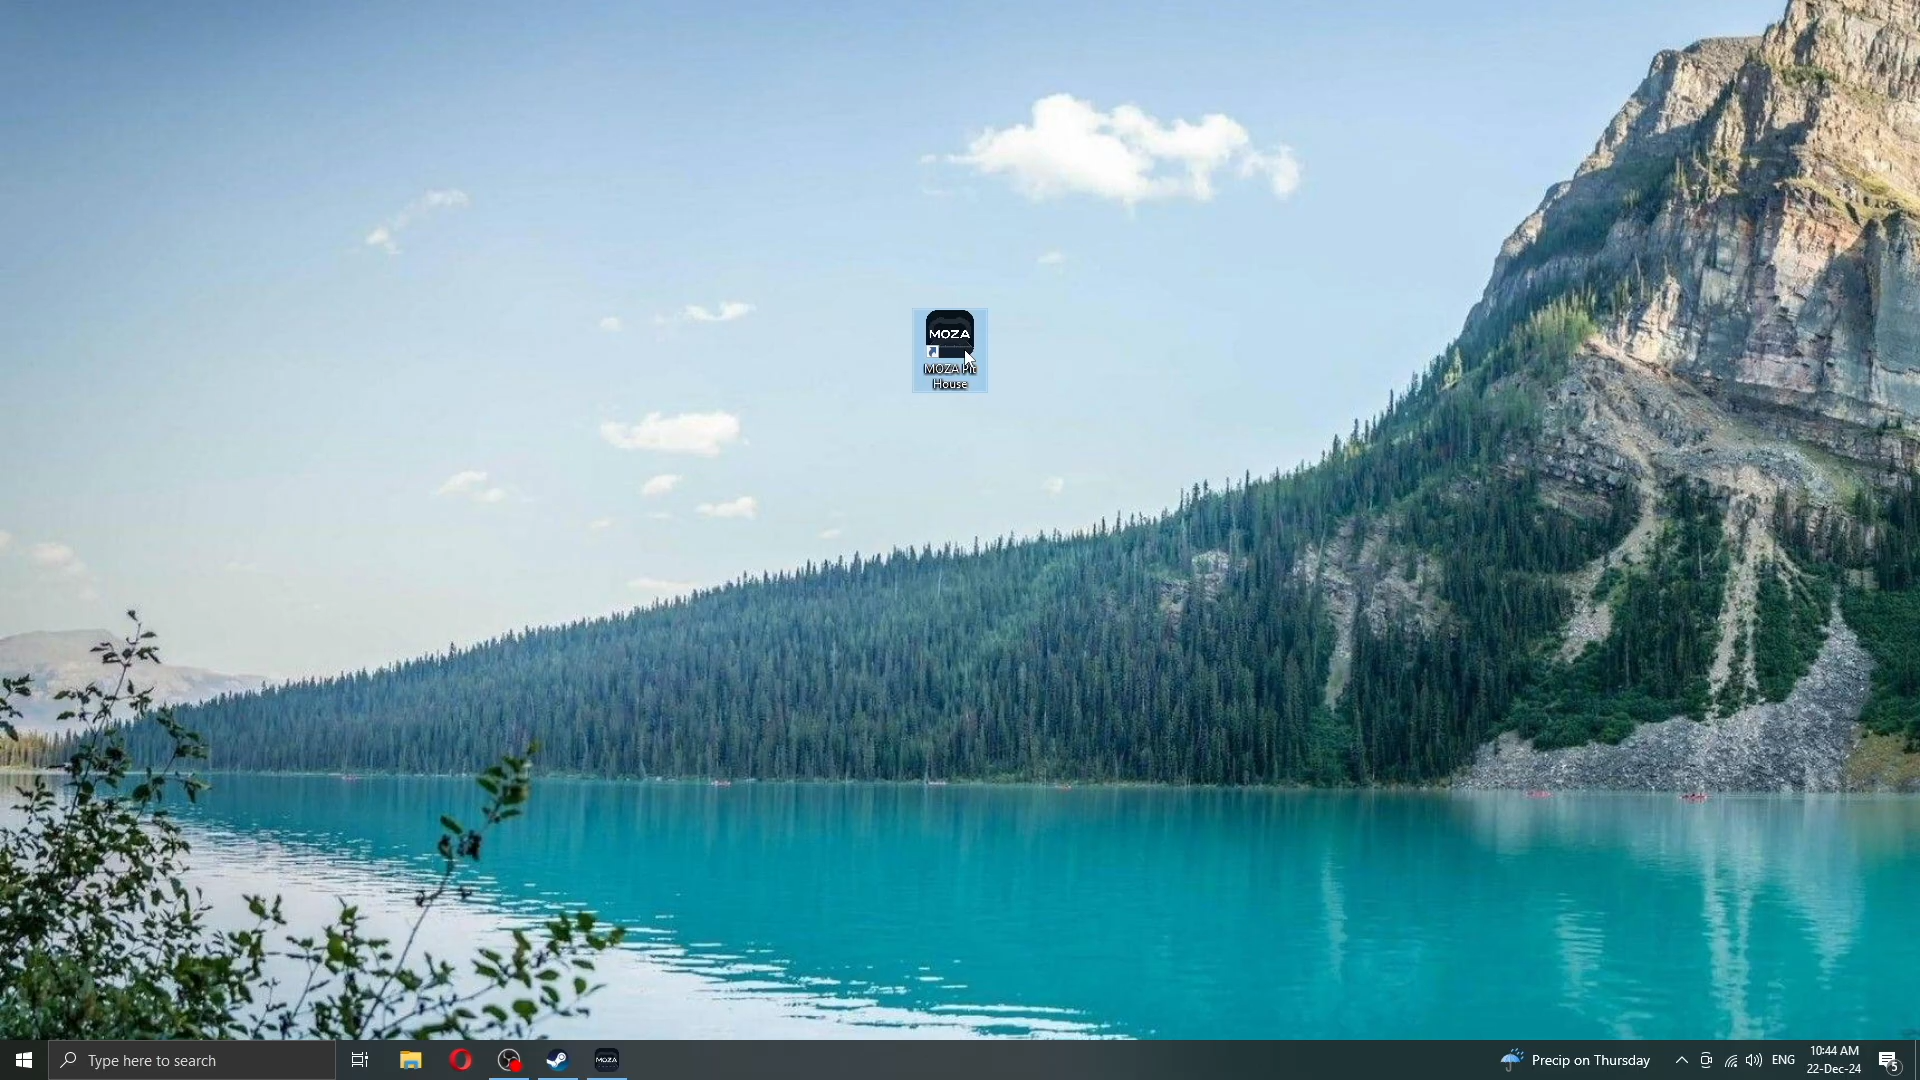 MOZA
MOZA Pit
House
Type here to search
MOZA
Precip on Thursday
ENG
10:44 AM
22-Dec-24
5